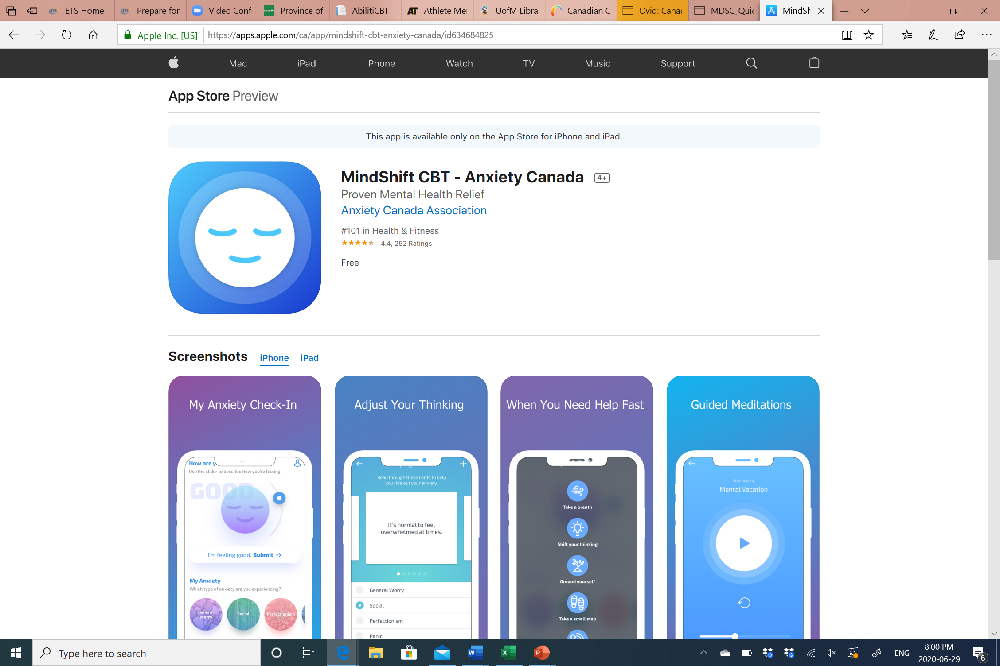 ETS Home
Prepare for
Video Conf
Province of
AbilitiCBT
Athlete Me
UofM Libra
Canadian C
Ovid: Canac
MDSC_Quic
MindSh
Apple Inc. [US]
https://apps.apple.com/ca/app/mindshift-cbt-anxiety-canada/id634684825
Mac
iPad
iPhone
Watch
TV
Music
Support
App Store Preview
This app is available only on the App Store for iPhone and iPad.
MindShift CBT - Anxiety Canada 4+
Proven Mental Health Relief
Anxiety Canada Association
#101 in Health & Fitness
4.4, 252 Ratings
Free
Screenshots
iPhone
iPad
My Anxiety Check-In
How are y
Use the slider to describe how you're feeling.
GOOD
I'm feeling good. Submit →
My Anxiety
Which type of anxiety are you experiencing?
General
Worry
Social
Perfectionism
Adjust Your Thinking
Read through these cards to help
you ride out your anxiety.
It's normal to feel
overwhelmed at times.
General Worry
Social
Perfectionism
Panic
When You Need Help Fast
Take a breath
Shift your thinking
Ground yourself
Take a small step
Guided Meditations
Now playing
Mental Vacation
Type here to search
ENG
8:00 PM
2020-06-29
6